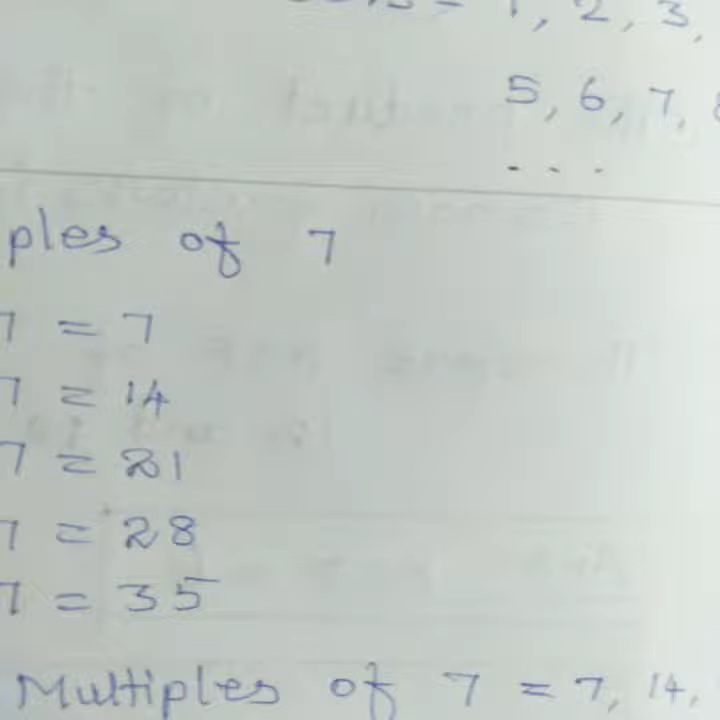 1, 2, 3,
5, 6, 7, 8
. . .
ples of 7
7 = 7
7 = 14
7 = 21
7 = 28
7 = 35
Multiples of 7 = 7, 14,